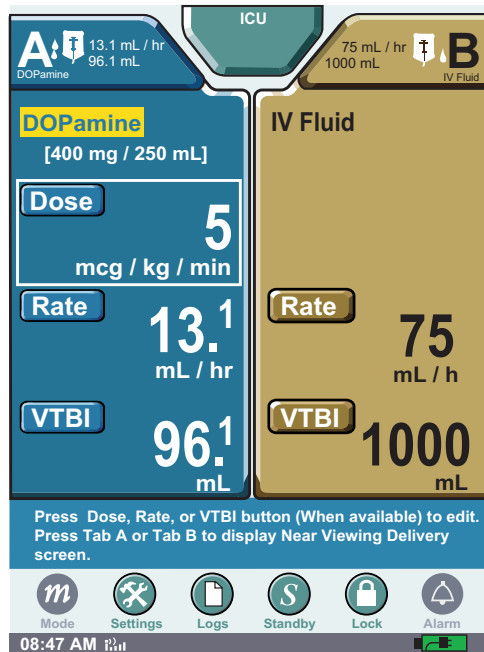 ICU
A
13.1 mL / hr
96.1 mL
DOPamine
75 mL / hr
1000 mL
B
IV Fluid
DOPamine
[400 mg / 250 mL]
Dose
5
mcg / kg / min
Rate
13.1
mL / hr
VTBI
96.1
mL
IV Fluid
Rate
75
mL / h
VTBI
1000
mL
Press Dose, Rate, or VTBI button (When available) to edit.
Press Tab A or Tab B to display Near Viewing Delivery
screen.
m
S
Mode
Settings
Logs
Standby
Lock
Alarm
08:47 AM